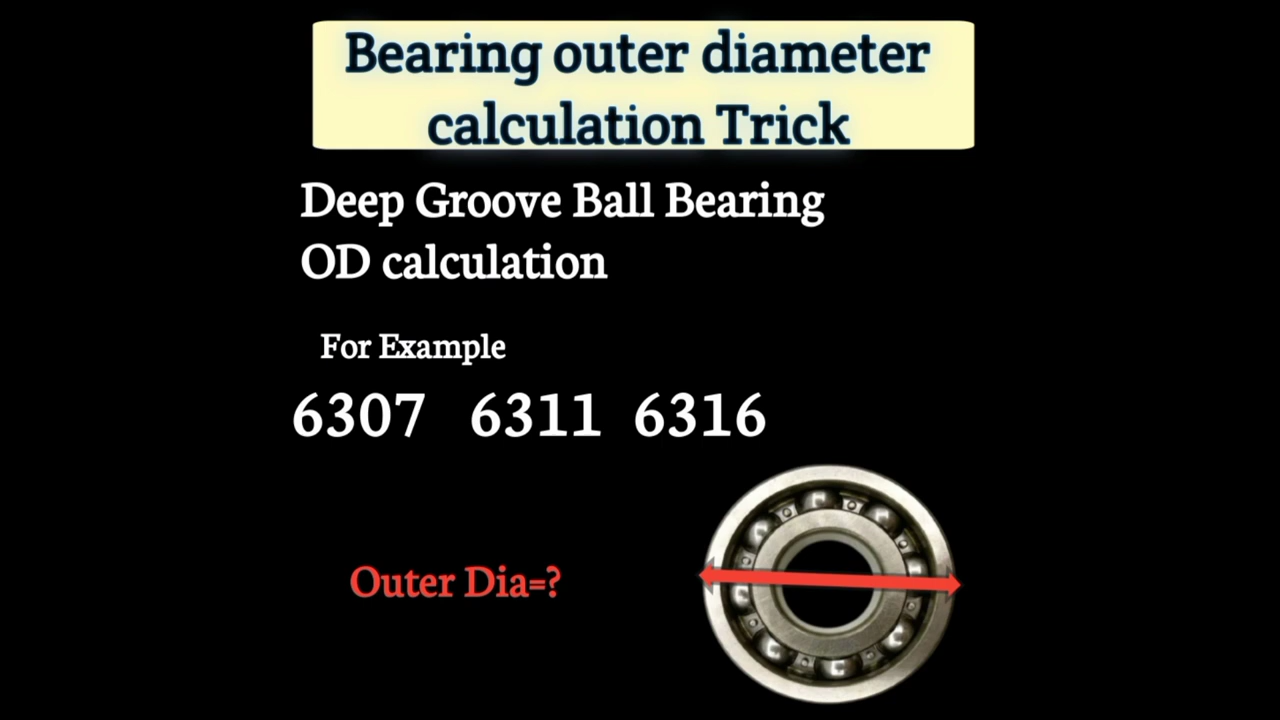 Bearing outer diameter
calculation Trick
Deep Groove Ball Bearing
OD calculation
For Example
6307 6311 6316
Outer Dia=?